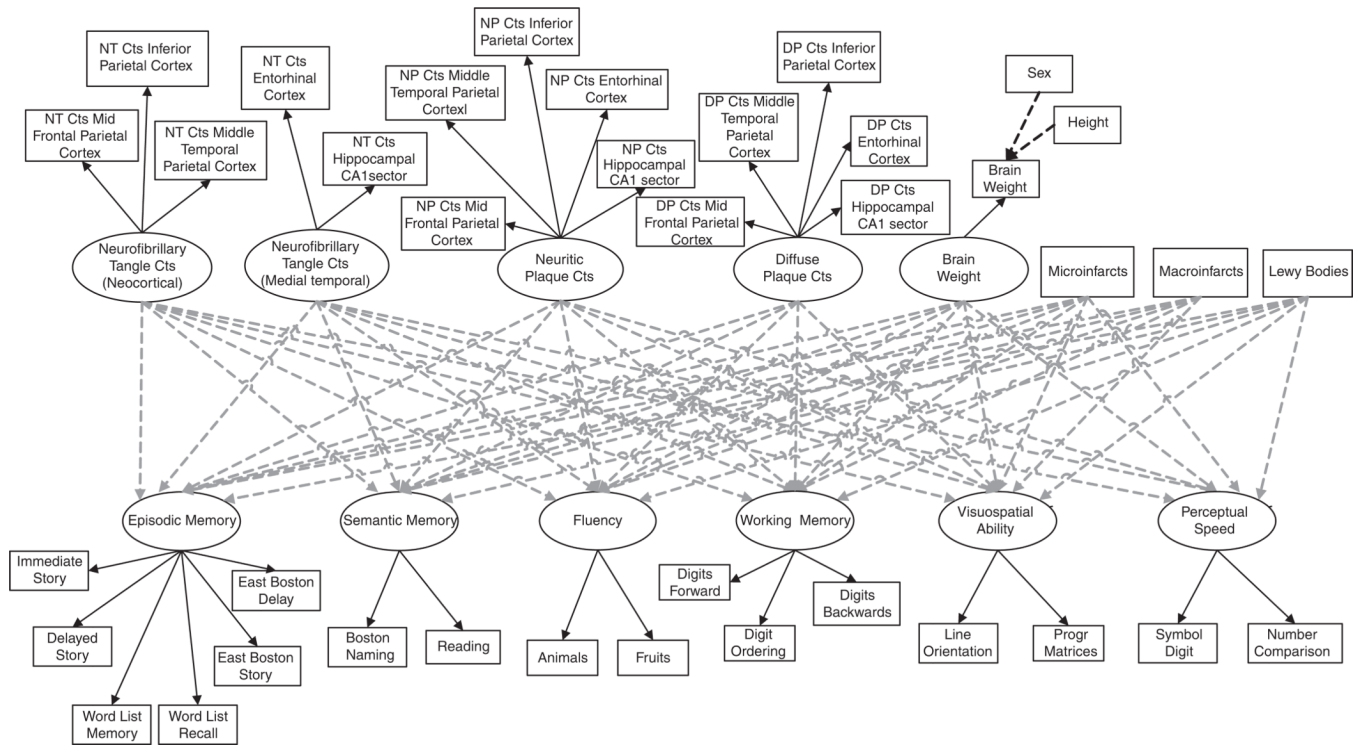 NT Cts Inferior
Parietal Cortex
NT Cts Mid
Frontal Parietal
Cortex
NT Cts Middle
Temporal
Parietal Cortex
NT Cts
Entorhinal
Cortex
NT Cts
Hippocampal
CA1sector
NP Cts Inferior
Parietal Cortex
NP Cts Middle
Temporal Parietal
Cortexl
NP Cts Entorhinal
Cortex
NP Cts
Hippocampal
CA1 sector
NP Cts Mid
Frontal Parietal
Cortex
DP Cts Inferior
Parietal Cortex
DP Cts Middle
Temporal
Parietal
Cortex
DP Cts
Entorhinal
Cortex
DP Cts
Hippocampal
CA1 sector
DP Cts Mid
Frontal Parietal
Cortex
Sex
Height
Brain
Weight
Neurofibrillary
Tangle Cts
(Neocortical)
Neurofibrillary
Tangle Cts
(Medial temporal)
Neuritic
Plaque Cts
Diffuse
Plaque Cts
Brain
Weight
Microinfarcts
Macroinfarcts
Lewy Bodies
Episodic Memory
Semantic Memory
Fluency
Working Memory
Visuospatial
Ability
Perceptual
Speed
Immediate
Story
Delayed
Story
Word List
Memory
Word List
Recall
East Boston
Story
East Boston
Delay
Boston
Naming
Reading
Animals
Fruits
Digits
Forward
Digit
Ordering
Digits
Backwards
Line
Orientation
Progr
Matrices
Symbol
Digit
Number
Comparison